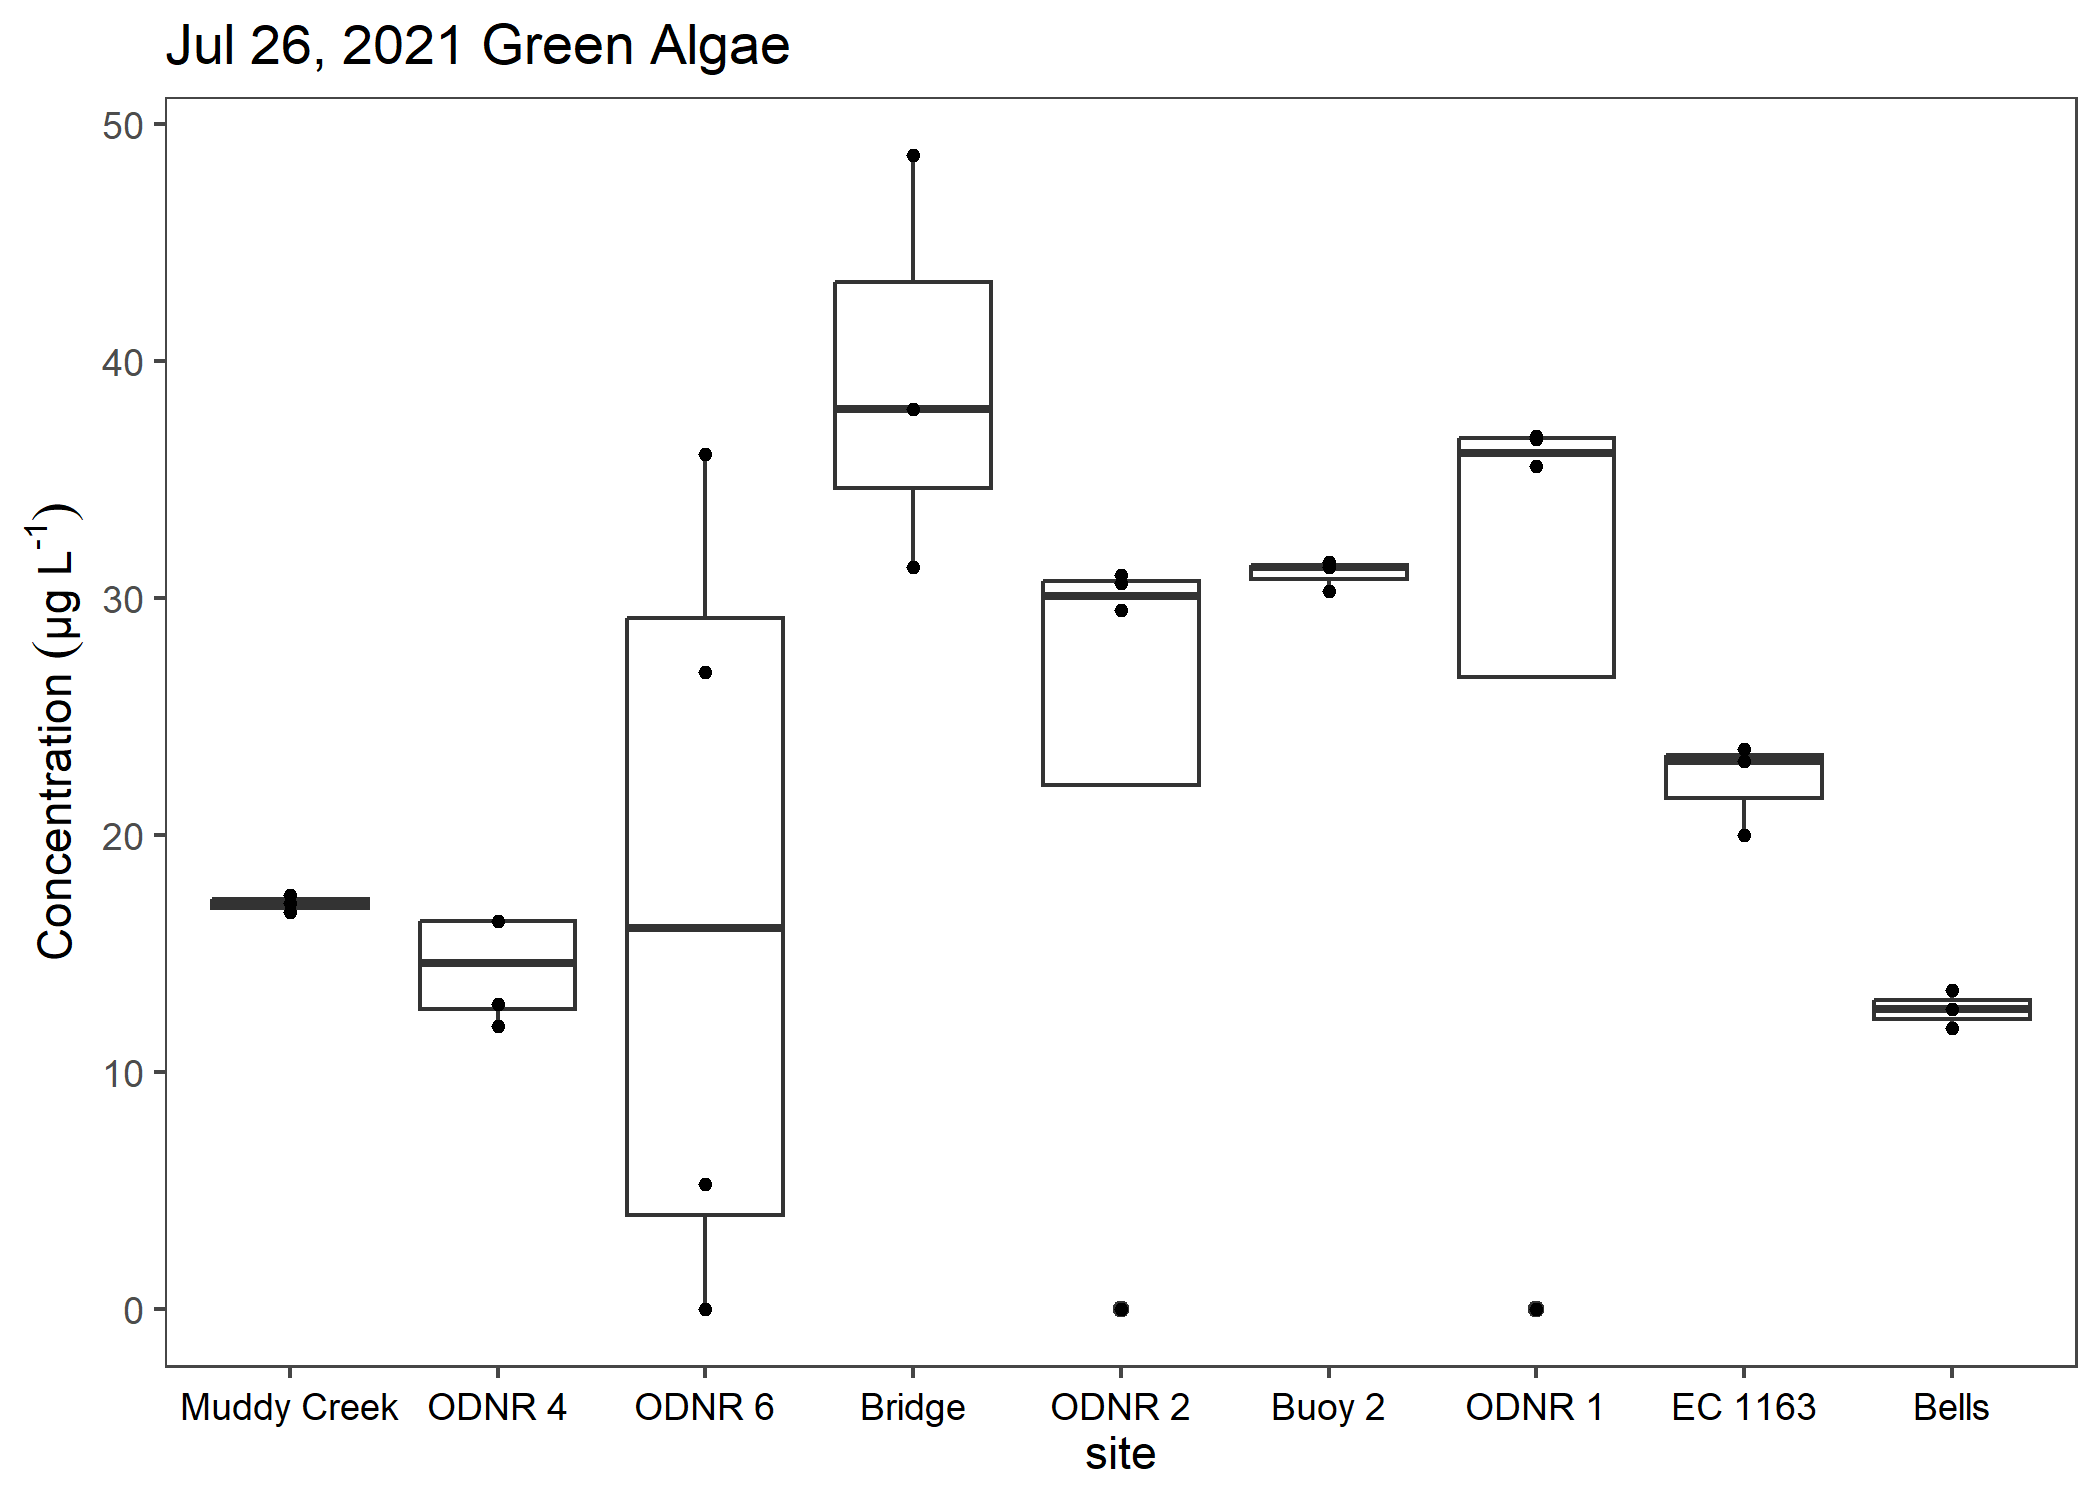 Jul 26, 2021 Green Algae
Concentration (µg L⁻¹)
50
40
30
20
10
0
Muddy Creek ODNR 4 ODNR 6 Bridge ODNR 2 Buoy 2 ODNR 1 EC 1163 Bells
site